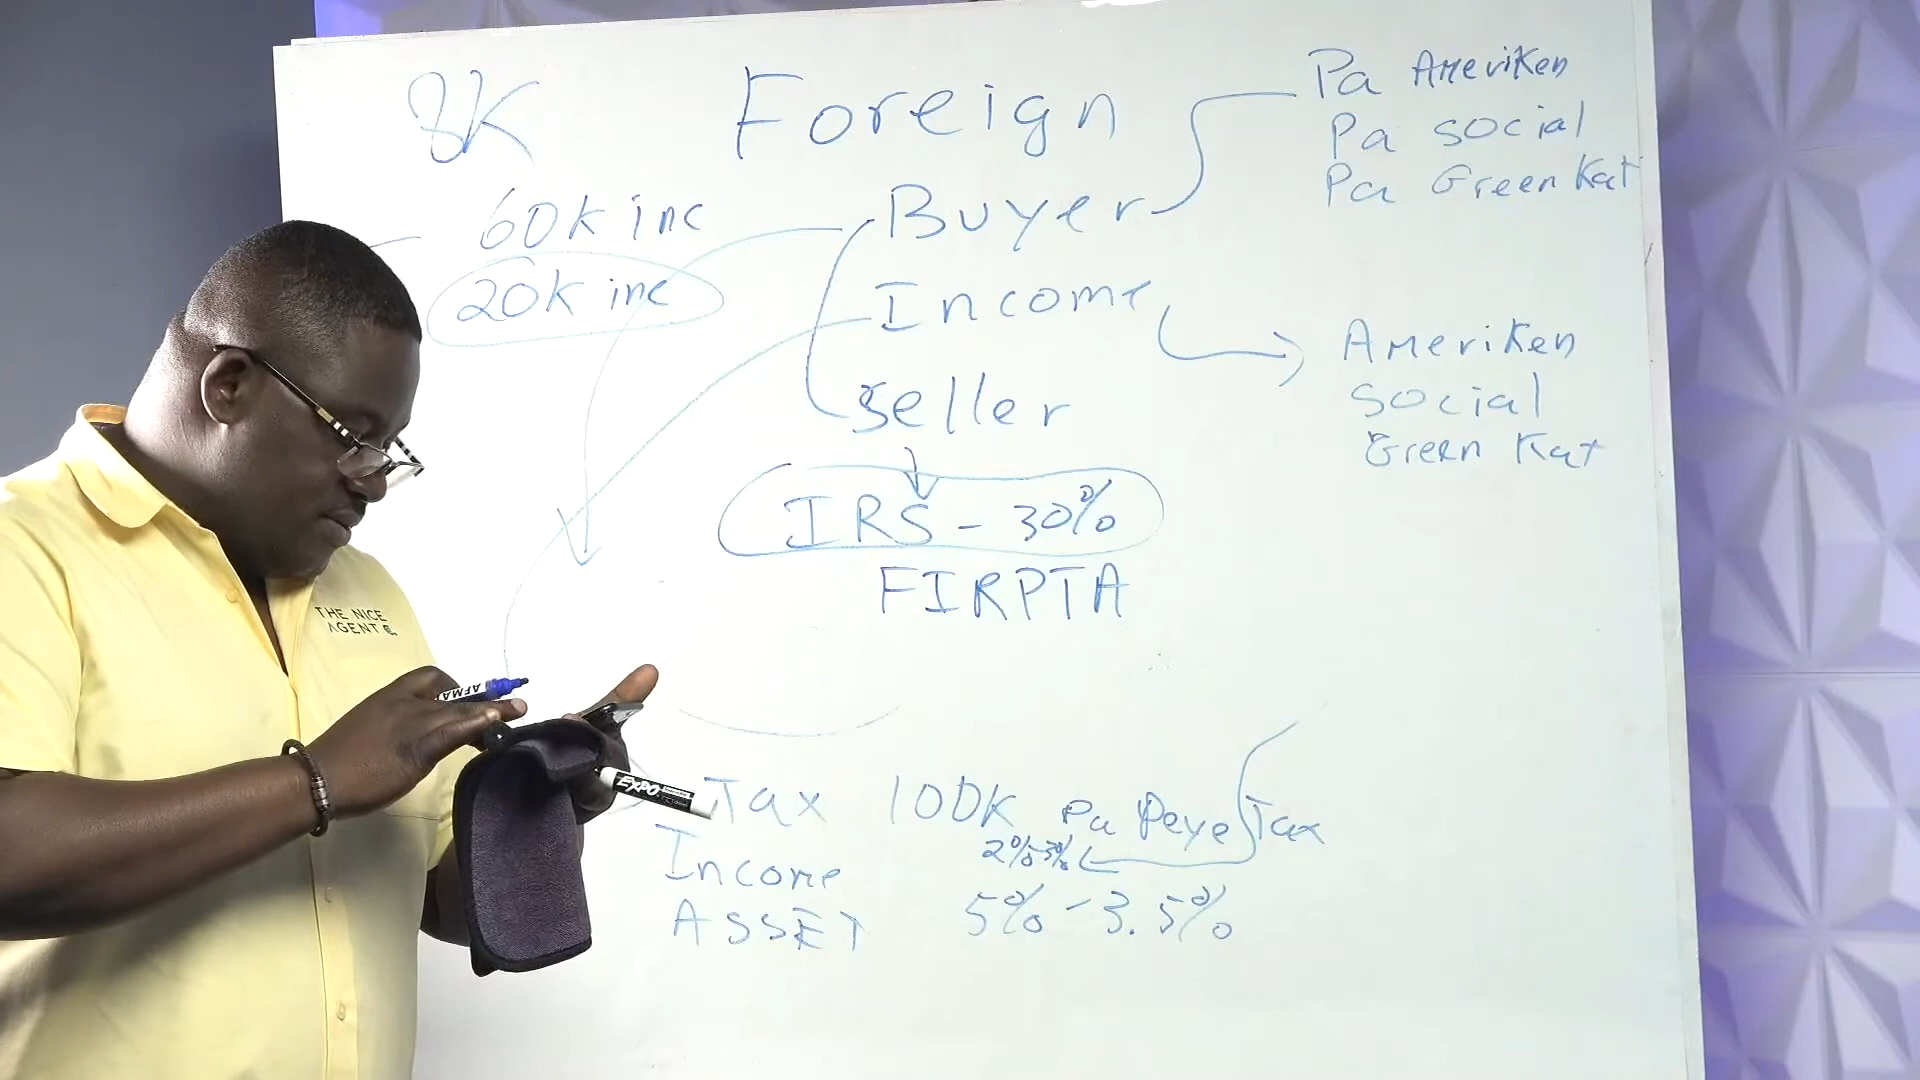 8K
Foreign
Pa Ameriken
Pa social
Pa Green Kat
60K inc
Buyer
20K inc
Income
Ameriken
Social
Green Kat
Seller
IRS - 30%
FIRPTA
THE NICE
AGENT
EXPO
Tax 100K Pa Peye Tax
2%-3%
Income
5% - 3.5%
ASSET